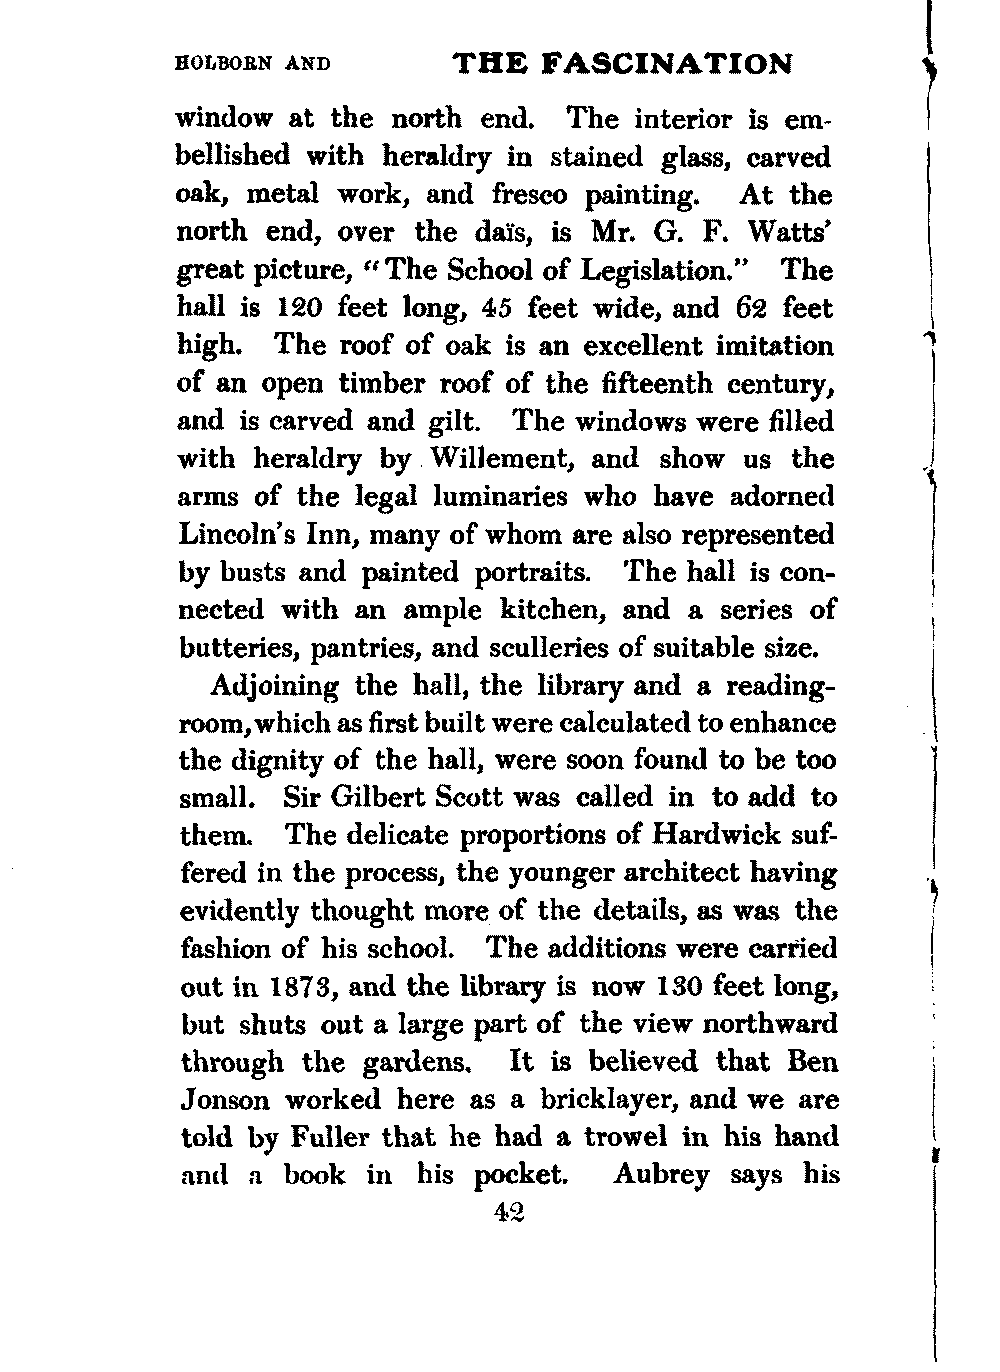 HOLBORN AND THE FASCINATION
window at the north end. The interior is em-
bellished with heraldry in stained glass, carved
oak, metal work, and fresco painting. At the
north end, over the daïs, is Mr. G. F. Watts'
great picture, "The School of Legislation." The
hall is 120 feet long, 45 feet wide, and 62 feet
high. The roof of oak is an excellent imitation
of an open timber roof of the fifteenth century,
and is carved and gilt. The windows were filled
with heraldry by Willement, and show us the
arms of the legal luminaries who have adorned
Lincoln's Inn, many of whom are also represented
by busts and painted portraits. The hall is con-
nected with an ample kitchen, and a series of
butteries, pantries, and sculleries of suitable size.
Adjoining the hall, the library and a reading-
room, which as first built were calculated to enhance
the dignity of the hall, were soon found to be too
small. Sir Gilbert Scott was called in to add to
them. The delicate proportions of Hardwick suf-
fered in the process, the younger architect having
evidently thought more of the details, as was the
fashion of his school. The additions were carried
out in 1873, and the library is now 130 feet long,
but shuts out a large part of the view northward
through the gardens. It is believed that Ben
Jonson worked here as a bricklayer, and we are
told by Fuller that he had a trowel in his hand
and a book in his pocket. Aubrey says his
42